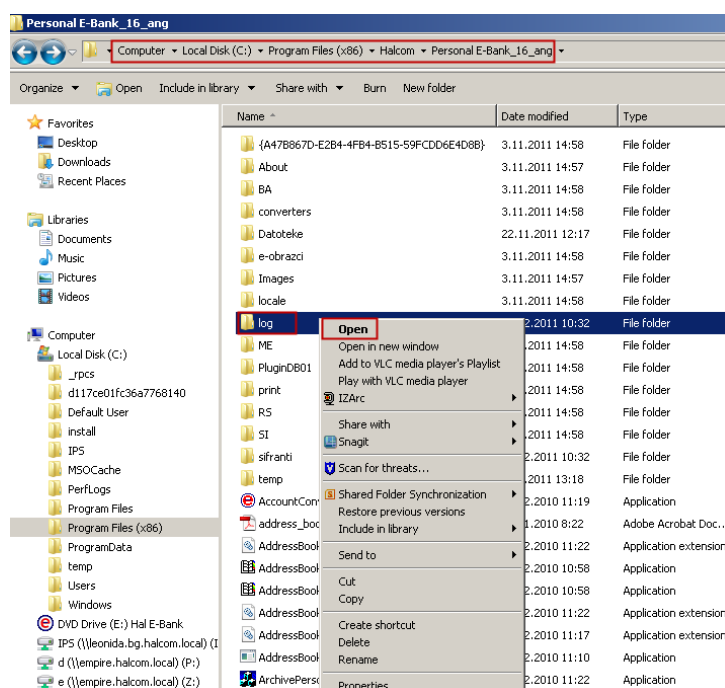 Personal E-Bank_16_ang
Computer Local Disk (C:) Program Files (x86) Halcom Personal E-Bank_16_ang
Organize Open Include in library Share with Burn New folder
Favorites
Desktop
Downloads
Recent Places
Libraries
Documents
Music
Pictures
Videos
Computer
Local Disk (C:)
_rpcs
d117ce01fc36a7768140
Default User
install
IPS
MSOCache
PerfLogs
Program Files
Program Files (x86)
ProgramData
temp
Users
Windows
DVD Drive (E:) Hal E-Bank
IPS (\\leonida.bg.halcom.local) (I
d (\\empire.halcom.local) (P:)
e (\\empire.halcom.local) (Z:)
Name Date modified Type
{A47B867D-E2B4-4FB4-B515-59FCDD6E4D8B} 3.11.2011 14:58 File folder
About 3.11.2011 14:57 File folder
BA 3.11.2011 14:58 File folder
converters 3.11.2011 14:58 File folder
Datoteke 22.11.2011 12:17 File folder
e-obrazci 3.11.2011 14:58 File folder
Images 3.11.2011 14:57 File folder
locale 3.11.2011 14:58 File folder
log 2.2011 10:32 File folder
ME .2011 14:58 File folder
PluginDB01 .2011 14:58 File folder
print .2011 14:58 File folder
RS .2011 14:58 File folder
SI .2011 14:58 File folder
sifranti 2.2011 10:32 File folder
temp .2011 13:18 File folder
AccountCon 2.2010 11:19 Application
address_boo 1.2010 8:22 Adobe Acrobat Doc...
AddressBook 2.2010 11:22 Application extension
AddressBook 2.2010 10:58 Application
AddressBook 2.2010 10:58 Application
AddressBook 2.2010 11:22 Application extension
AddressBook 2.2010 11:17 Application extension
AddressBook 2.2010 11:10 Application
ArchivePerso 2.2010 11:22 Application
Open
Open in new window
Add to VLC media player's Playlist
Play with VLC media player
IZArc
Share with
Snagit
Scan for threats...
Shared Folder Synchronization
Restore previous versions
Include in library
Send to
Cut
Copy
Create shortcut
Delete
Rename
Properties